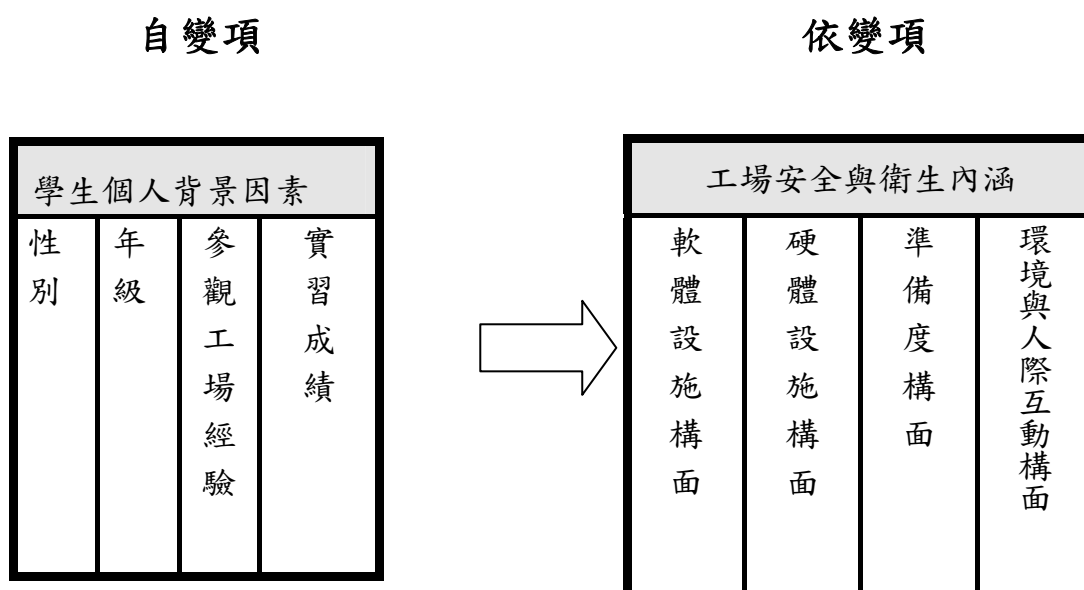 自變項
依變項
學生個人背景因素
性別
年級
參觀工場經驗
實習成績
工場安全與衛生內涵
軟體設施構面
硬體設施構面
準備度構面
環境與人際互動構面